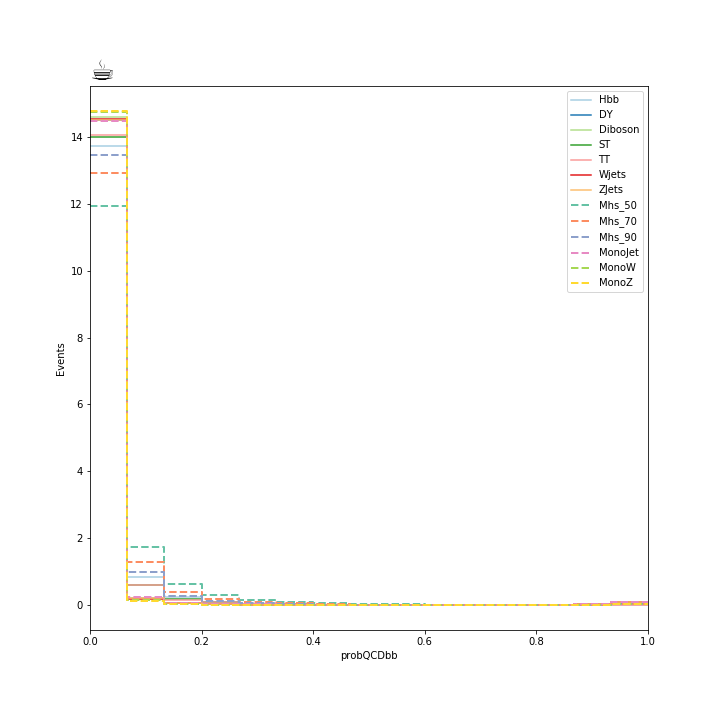 Hbb
DY
Diboson
ST
TT
Wjets
ZJets
Mhs_50
Mhs_70
Mhs_90
MonoJet
MonoW
MonoZ
14
12
10
8
6
4
2
0
Events
0.0 0.2 0.4 0.6 0.8 1.0
probQCDbb